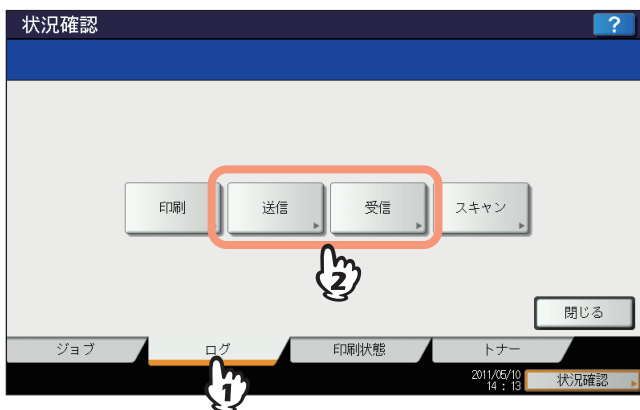 状況確認 ?
印刷 送信 受信 スキャン
2
閉じる
ジョブ ログ 印刷状態 トナー
1
2011/05/10
14 : 13
状況確認